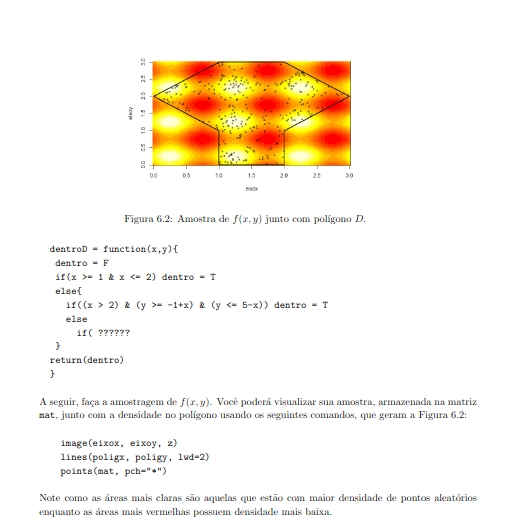 3.0
2.5
2.0
1.5
1.0
0.5
0.0
eixoy
0.0 0.5 1.0 1.5 2.0 2.5 3.0
eixox
Figura 6.2: Amostra de f(x, y) junto com polígono D.
dentroD = function(x,y){
dentro = F
if(x >= 1 & x <= 2) dentro = T
else{
if((x > 2) & (y >= -1+x) & (y <= 5-x)) dentro = T
else
if( ??????
}
return(dentro)
}
A seguir, faça a amostragem de f(x, y). Você poderá visualizar sua amostra, armazenada na matriz
mat, junto com a densidade no polígono usando os seguintes comandos, que geram a Figura 6.2:
image(eixox, eixoy, z)
lines(poligx, poligy, lwd=2)
points(mat, pch="*")
Note como as áreas mais claras são aquelas que estão com maior densidade de pontos aleatórios
enquanto as áreas mais vermelhas possuem densidade mais baixa.